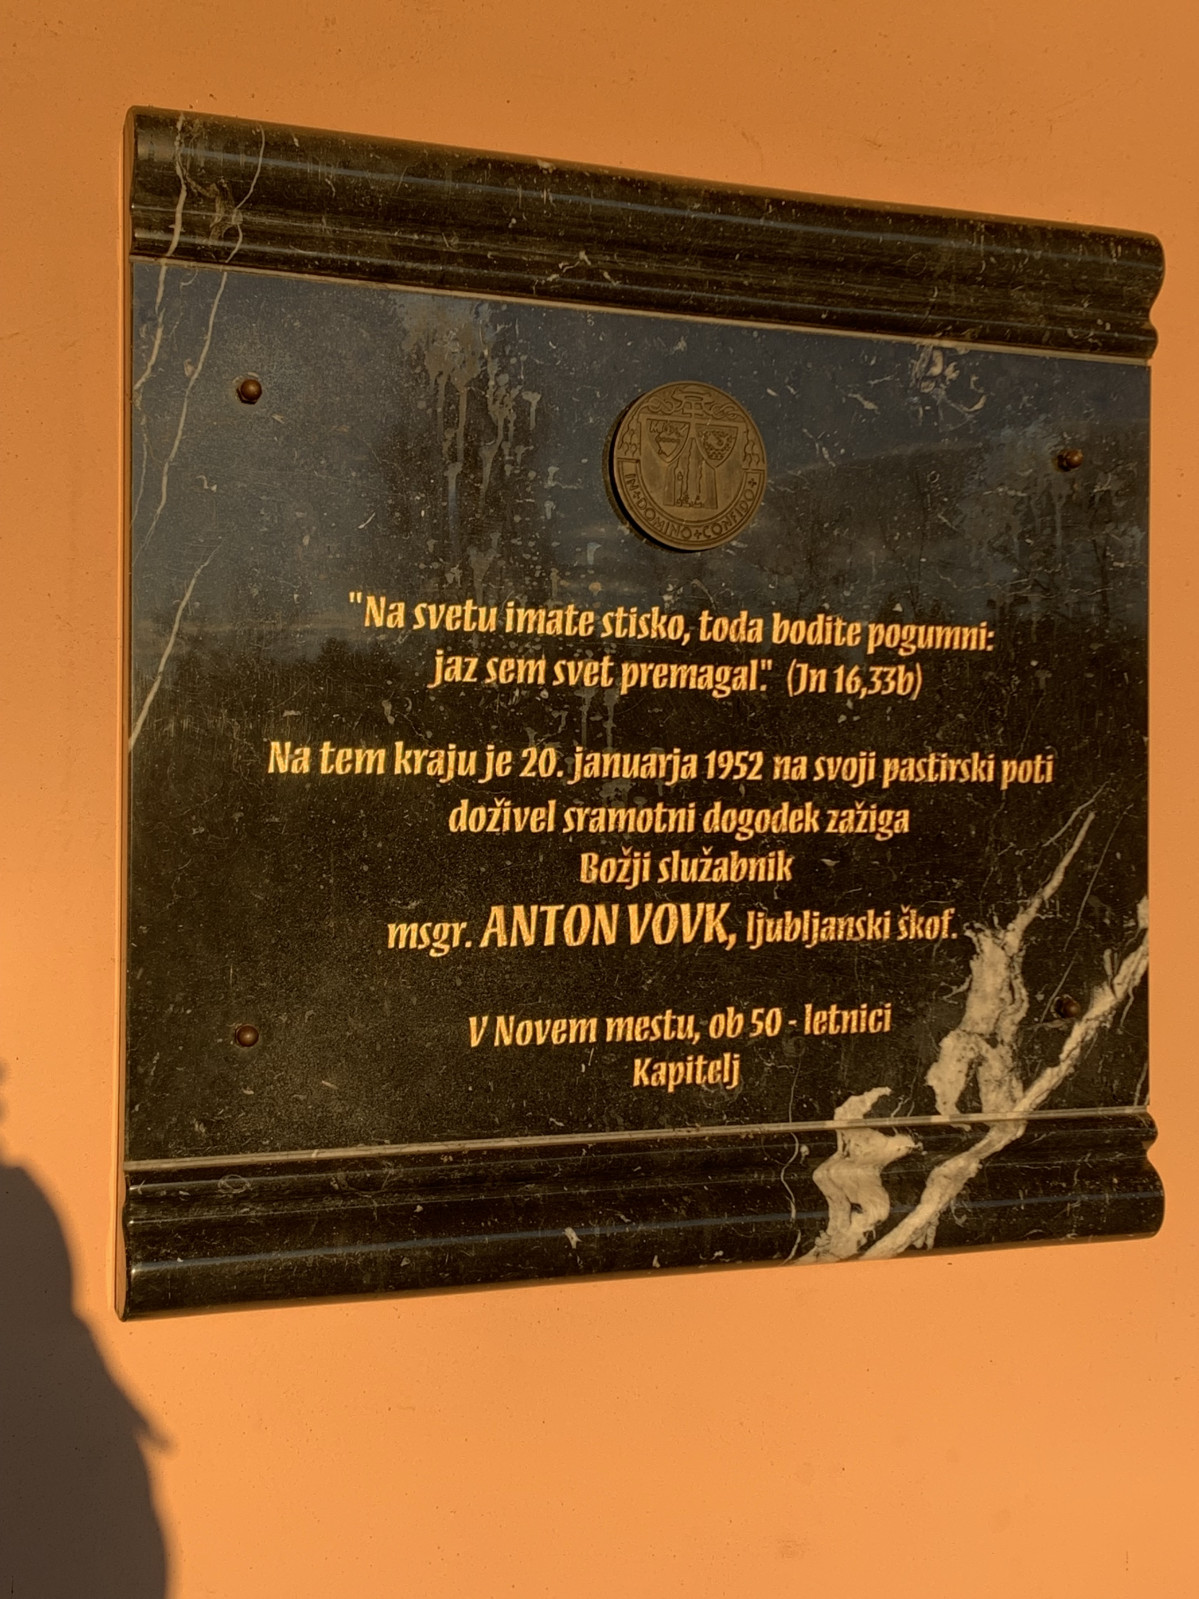 IN✦DOMINO✦CONFIDO✦
"Na svetu imate stisko, toda bodite pogumni:
jaz sem svet premagal." (Jn 16,33b)
Na tem kraju je 20. januarja 1952 na svoji pastirski poti
doživel sramotni dogodek zažiga
Božji služabnik
msgr. ANTON VOVK, ljubljanski škof.
V Novem mestu, ob 50 - letnici
Kapitelj